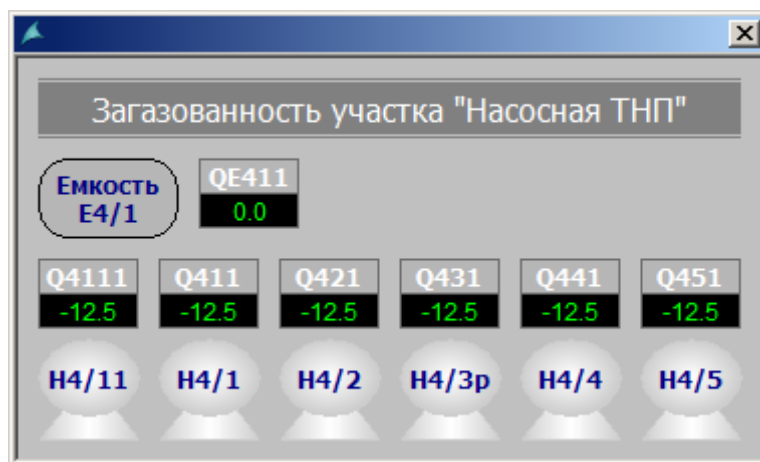 Загазованность участка "Насосная ТНП"
Емкость
Е4/1
QE411
0.0
Q4111 Q411 Q421 Q431 Q441 Q451
-12.5 -12.5 -12.5 -12.5 -12.5 -12.5
Н4/11 Н4/1 Н4/2 Н4/3р Н4/4 Н4/5